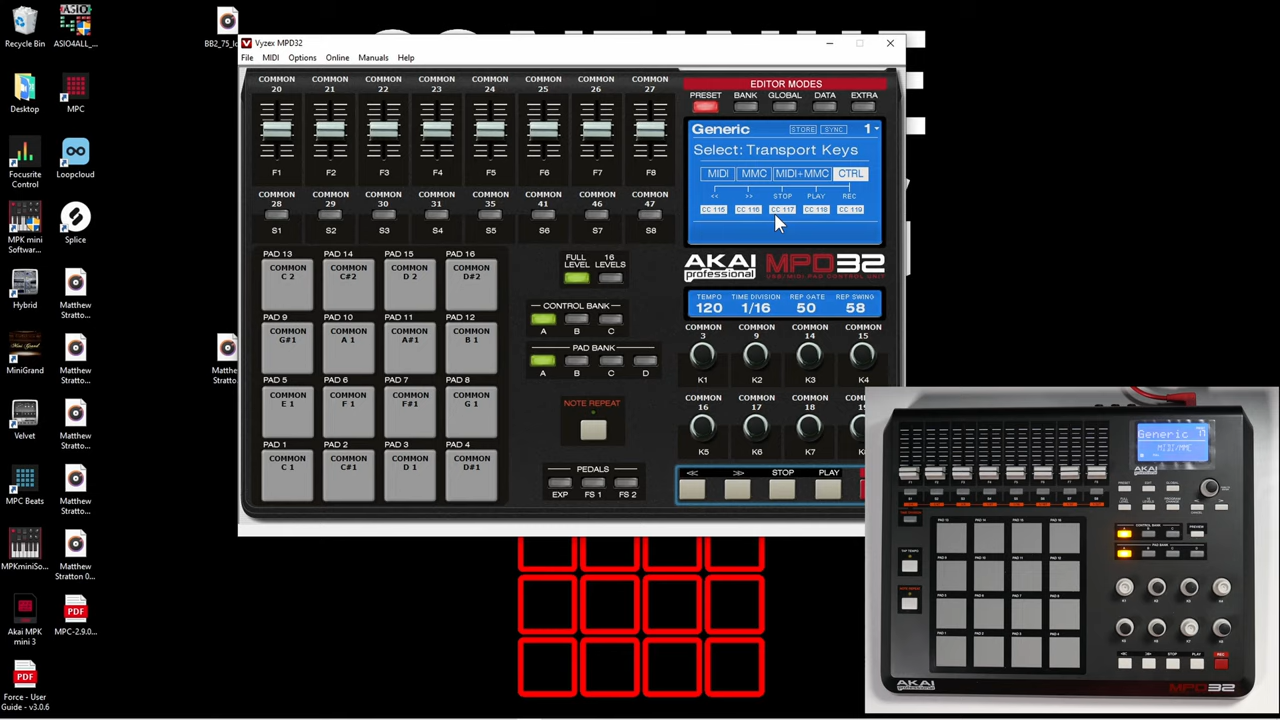 Recycle Bin
ASIO4ALL_...
BB2_75_lo
Desktop
MPC
Focusrite
Control
Loopcloud
MPK mini
Softwar...
Splice
Hybrid
Matthew
Stratto...
MiniGrand
Matthew
Stratto...
Matthew
Stratto...
Velvet
Matthew
Stratto...
MPC Beats
Matthew
Stratto...
MPKminiSo...
Matthew
Stratton 0...
Akai MPK
mini 3
MPC-2.9.0...
Force - User
Guide - v3.0.6
Vyzex MPD32
File MIDI Options Online Manuals Help
COMMON COMMON COMMON COMMON COMMON COMMON COMMON COMMON
20 21 22 23 24 25 26 27
F1 F2 F3 F4 F5 F6 F7 F8
COMMON COMMON COMMON COMMON COMMON COMMON COMMON COMMON
28 29 30 31 35 41 46 47
S1 S2 S3 S4 S5 S6 S7 S8
PAD 13 PAD 14 PAD 15 PAD 16
COMMON COMMON COMMON COMMON
C 2 C#2 D 2 D#2
PAD 9 PAD 10 PAD 11 PAD 12
COMMON COMMON COMMON COMMON
G#1 A 1 A#1 B 1
PAD 5 PAD 6 PAD 7 PAD 8
COMMON COMMON COMMON COMMON
E 1 F 1 F#1 G 1
PAD 1 PAD 2 PAD 3 PAD 4
COMMON COMMON COMMON COMMON
C 1 C#1 D 1 D#1
FULL 16
LEVEL LEVELS
CONTROL BANK
A B C
PAD BANK
A B C D
NOTE REPEAT
PEDALS
EXP FS 1 FS 2
EDITOR MODES
PRESET BANK GLOBAL DATA EXTRA
Generic STORE SYNC 1
Select: Transport Keys
MIDI MMC MIDI+MMC CTRL
<< >> STOP PLAY REC
CC 115 CC 116 CC 117 CC 118 CC 119
AKAI MPD32
professional USB/MIDI PAD CONTROL UNIT
TEMPO TIME DIVISION REP GATE REP SWING
120 1/16 50 58
COMMON COMMON COMMON COMMON
3 9 14 15
K1 K2 K3 K4
COMMON COMMON COMMON COMM
16 17 18 19
K5 K6 K7 K8
<< >> STOP PLAY
Generic
MIDI/MMC
AKAI
professional
MPD32